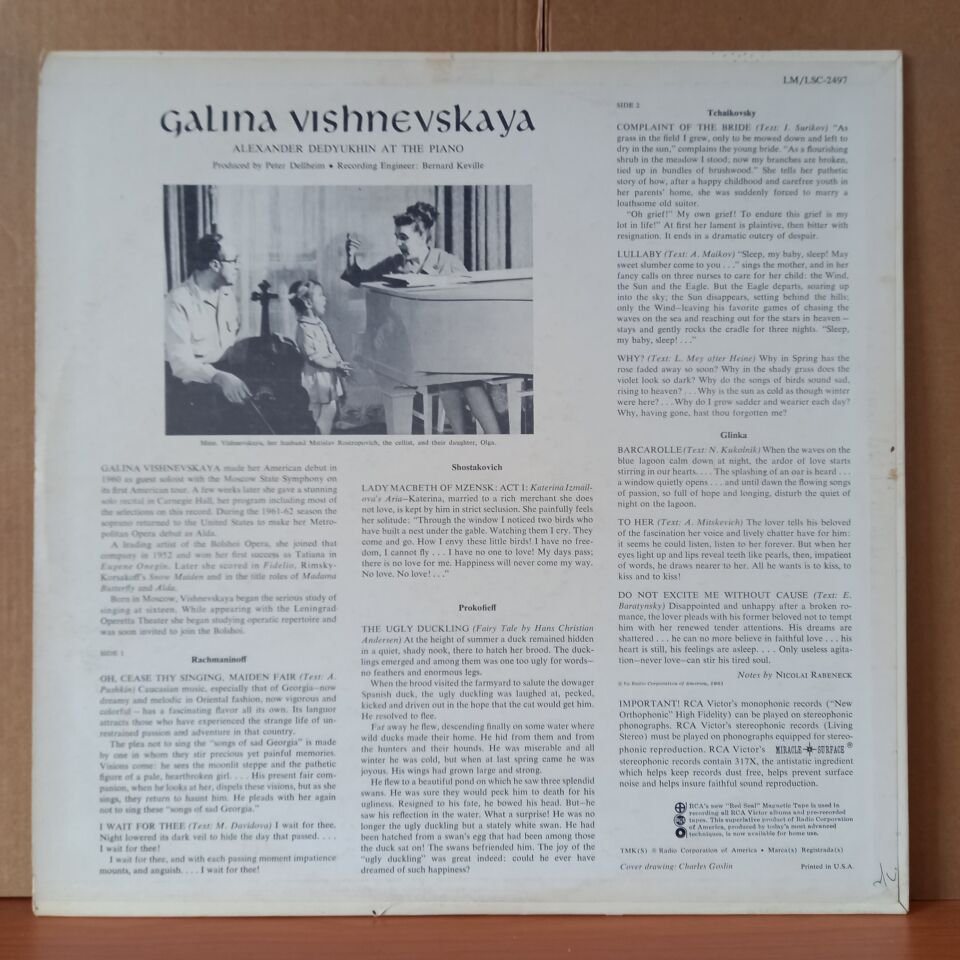 LM/LSC-2497
Galina Vishnevskaya
ALEXANDER DEDYUKHIN AT THE PIANO
Produced by Peter Dellheim • Recording Engineer: Bernard Keville
Mme. Vishnevskaya, her husband Mstislav Rostropovich, the cellist, and their daughter, Olga.
GALINA VISHNEVSKAYA made her American debut in
1960 as guest soloist with the Moscow State Symphony on
its first American tour. A few weeks later she gave a stunning
solo recital in Carnegie Hall, her program including most of
the selections on this record. During the 1961-62 season the
soprano returned to the United States to make her Metro-
politan Opera debut as Aïda.
A leading artist of the Bolshoi Opera, she joined that
company in 1952 and won her first success as Tatiana in
Eugene Onegin. Later she scored in Fidelio, Rimsky-
Korsakoff's Snow Maiden and in the title roles of Madama
Butterfly and Aïda.
Born in Moscow, Vishnevskaya began the serious study of
singing at sixteen. While appearing with the Leningrad
Operetta Theater she began studying operatic repertoire and
was soon invited to join the Bolshoi.
SIDE 1
Rachmaninoff
OH, CEASE THY SINGING, MAIDEN FAIR (Text: A.
Pushkin) Caucasian music, especially that of Georgia—now
dreamy and melodic in Oriental fashion, now vigorous and
colorful—has a fascinating flavor all its own. Its languor
attracts those who have experienced the strange life of un-
restrained passion and adventure in that country.
The plea not to sing the "songs of sad Georgia" is made
by one in whom they stir precious yet painful memories.
Visions come: he sees the moonlit steppe and the pathetic
figure of a pale, heartbroken girl. . . . His present fair com-
panion, when he looks at her, dispels these visions, but as she
sings, they return to haunt him. He pleads with her again
not to sing these "songs of sad Georgia."
I WAIT FOR THEE (Text: M. Davidova) I wait for thee.
Night lowered its dark veil to hide the day that passed. . . .
I wait for thee!
I wait for thee, and with each passing moment impatience
mounts, and anguish. . . . I wait for thee!
Shostakovich
LADY MACBETH OF MZENSK: ACT I: Katerina Izmail-
ova's Aria—Katerina, married to a rich merchant she does
not love, is kept by him in strict seclusion. She painfully feels
her solitude: "Through the window I noticed two birds who
have built a nest under the gable. Watching them I cry. They
come and go. How I envy these little birds! I have no free-
dom, I cannot fly . . . I have no one to love! My days pass;
there is no love for me. Happiness will never come my way.
No love. No love! . . ."
Prokofieff
THE UGLY DUCKLING (Fairy Tale by Hans Christian
Andersen) At the height of summer a duck remained hidden
in a quiet, shady nook, there to hatch her brood. The duck-
lings emerged and among them was one too ugly for words—
no feathers and enormous legs.
When the brood visited the farmyard to salute the dowager
Spanish duck, the ugly duckling was laughed at, pecked,
kicked and driven out in the hope that the cat would get him.
He resolved to flee.
Far away he flew, descending finally on some water where
wild ducks made their home. He hid from them and from
the hunters and their hounds. He was miserable and all
winter he was cold, but when at last spring came he was
joyous. His wings had grown large and strong.
He flew to a beautiful pond on which he saw three splendid
swans. He was sure they would peck him to death for his
ugliness. Resigned to his fate, he bowed his head. But—he
saw his reflection in the water. What a surprise! He was no
longer the ugly duckling but a stately white swan. He had
been hatched from a swan's egg that had been among those
the duck sat on! The swans befriended him. The joy of the
"ugly duckling" was great indeed: could he ever have
dreamed of such happiness?
SIDE 2
Tchaikovsky
COMPLAINT OF THE BRIDE (Text: I. Surikov) "As
grass in the field I grew, only to be mowed down and left to
dry in the sun," complains the young bride. "As a flourishing
shrub in the meadow I stood; now my branches are broken,
tied up in bundles of brushwood." She tells her pathetic
story of how, after a happy childhood and carefree youth in
her parents' home, she was suddenly forced to marry a
loathsome old suitor.
"Oh grief!" My own grief! To endure this grief is my
lot in life!" At first her lament is plaintive, then bitter with
resignation. It ends in a dramatic outcry of despair.
LULLABY (Text: A. Maikov) "Sleep, my baby, sleep! May
sweet slumber come to you . . ." sings the mother, and in her
fancy calls on three nurses to care for her child: the Wind,
the Sun and the Eagle. But the Eagle departs, soaring up
into the sky; the Sun disappears, setting behind the hills;
only the Wind—leaving his favorite games of chasing the
waves on the sea and reaching out for the stars in heaven—
stays and gently rocks the cradle for three nights. "Sleep,
my baby, sleep! . . ."
WHY? (Text: L. Mey after Heine) Why in Spring has the
rose faded away so soon? Why in the shady grass does the
violet look so dark? Why do the songs of birds sound sad,
rising to heaven? . . . Why is the sun as cold as though winter
were here? . . . Why do I grow sadder and wearier each day?
Why, having gone, hast thou forgotten me?
Glinka
BARCAROLLE (Text: N. Kukolnik) When the waves on the
blue lagoon calm down at night, the ardor of love starts
stirring in our hearts. . . . The splashing of an oar is heard . . .
a window quietly opens . . . and until dawn the flowing songs
of passion, so full of hope and longing, disturb the quiet of
night on the lagoon.
TO HER (Text: A. Mitskevich) The lover tells his beloved
of the fascination her voice and lively chatter have for him:
it seems he could listen, listen to her forever. But when her
eyes light up and lips reveal teeth like pearls, then, impatient
of words, he draws nearer to her. All he wants is to kiss, to
kiss and to kiss!
DO NOT EXCITE ME WITHOUT CAUSE (Text: E.
Baratynsky) Disappointed and unhappy after a broken ro-
mance, the lover pleads with his former beloved not to tempt
him with her renewed tender attentions. His dreams are
shattered . . . he can no more believe in faithful love . . . his
heart is still, his feelings are asleep. . . . Only useless agita-
tion—never love—can stir his tired soul.
Notes by NICOLAI RABENECK
© by Radio Corporation of America, 1961
IMPORTANT! RCA Victor's monophonic records ("New
Orthophonic" High Fidelity) can be played on stereophonic
phonographs. RCA Victor's stereophonic records (Living
Stereo) must be played on phonographs equipped for stereo-
phonic reproduction. RCA Victor's MIRACLE SURFACE ®
stereophonic records contain 317X, the antistatic ingredient
which helps keep records dust free, helps prevent surface
noise and helps insure faithful sound reproduction.
RCA's new "Red Seal" Magnetic Tape is used in
recording all RCA Victor albums and pre-recorded
tapes. This superlative product of Radio Corporation
of America, produced by today's most advanced
techniques, is now available for home use.
TMK(S) ® Radio Corporation of America • Marca(s) Registrada(s)
Cover drawing: Charles Goslin
Printed in U.S.A.